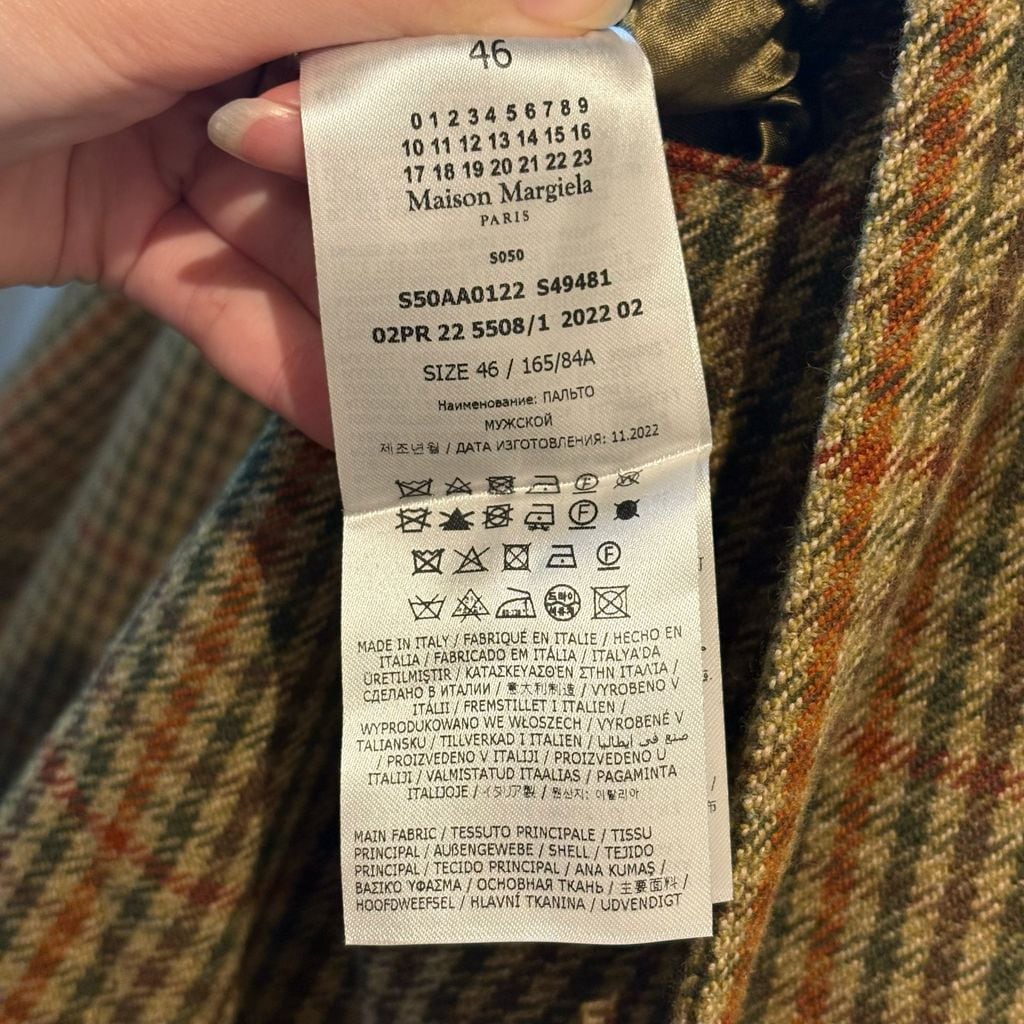 46
0 1 2 3 4 5 6 7 8 9
10 11 12 13 14 15 16
17 18 19 20 21 22 23
Maison Margiela
PARIS
S050
S50AA0122 S49481
02PR 22 5508/1 2022 02
SIZE 46 / 165/84A
Наименование: ПАЛЬТО
МУЖСКОЙ
제조년월 / ДАТА ИЗГОТОВЛЕНИЯ: 11.2022
F
F
F
드라이
MADE IN ITALY / FABRIQUÉ EN ITALIE / HECHO EN
ITALIA / FABRICADO EM ITÁLIA / ITALYA'DA
ÜRETILMIŞTIR / ΚΑΤΑΣΚΕΥΑΣΘΕΝ ΣΤΗΝ ΙΤΑΛΙΑ /
СДЕЛАНО В ИТАЛИИ / 意大利制造 / VYROBENO V
ITÁLII / FREMSTILLET I ITALIEN /
WYPRODUKOWANO WE WŁOSZECH / VYROBENÉ V
TALIANSKU / TILLVERKAD I ITALIEN / صنع في ايطاليا
/ PROIZVEDENO V ITALIJI / PROIZVEDENO U
ITALIJI / VALMISTATUD ITAALIAS / PAGAMINTA
ITALIJOJE / イタリア製 / 원산지: 이탈리아
MAIN FABRIC / TESSUTO PRINCIPALE / TISSU
PRINCIPAL / AUßENGEWEBE / SHELL / TEJIDO
PRINCIPAL / TECIDO PRINCIPAL / ANA KUMAŞ /
ΒΑΣΙΚΌ ΥΦΑΣΜΑ / ОСНОВНАЯ ТКАНЬ / 主要面料 /
HOOFDWEEFSEL / HLAVNÍ TKANINA / UDVENDIGT